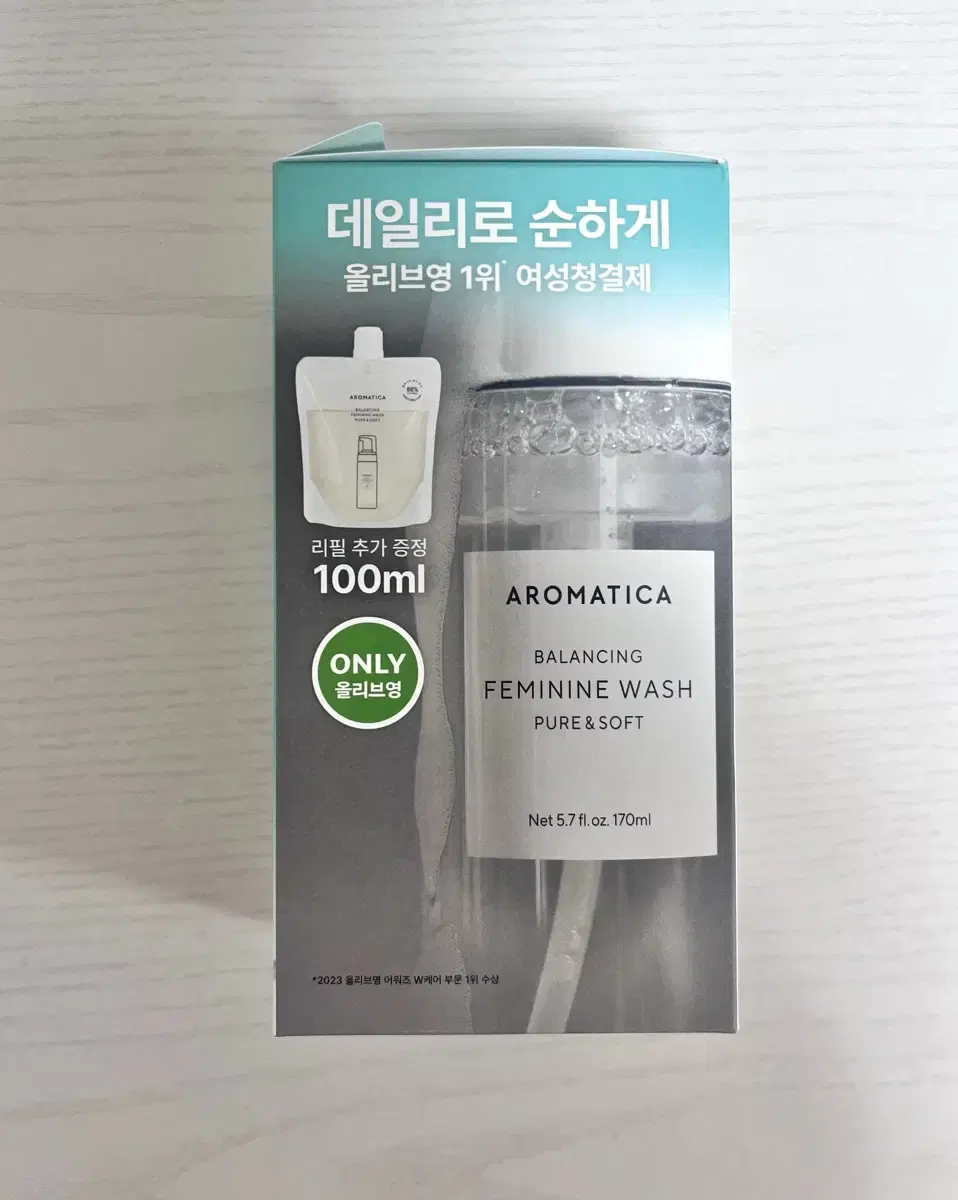 데일리로 순하게
올리브영 1위* 여성청결제
AROMATICA
BALANCING
FEMININE WASH
PURE & SOFT
86%
리필 추가 증정
100ml
ONLY
올리브영
AROMATICA
BALANCING
FEMININE WASH
PURE & SOFT
Net 5.7 fl. oz. 170ml
*2023 올리브영 어워즈 W케어 부문 1위 수상